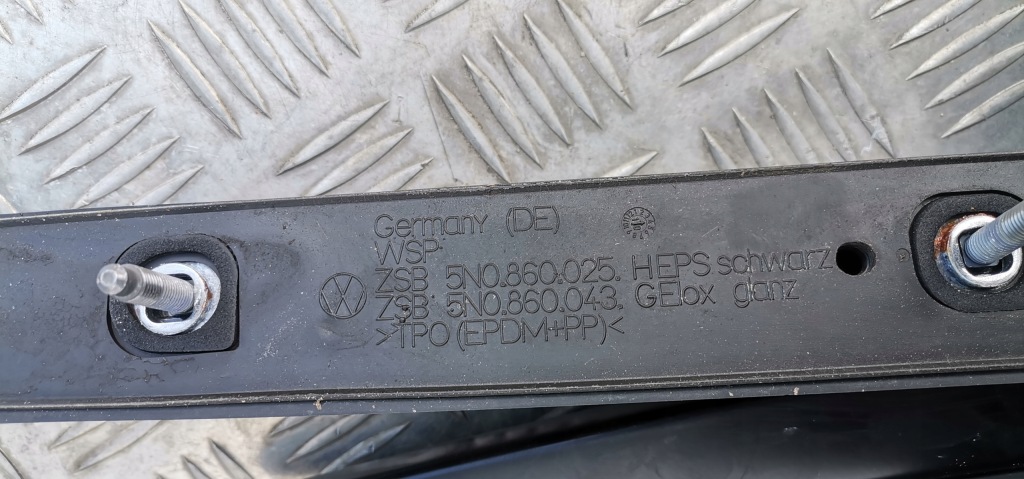 Germany (DE)
WSP
ZSB 5N0.860.025. HEPS schwarz
ZSB 5N0.860.043. GElox glanz
>TPO (EPDM+PP)<